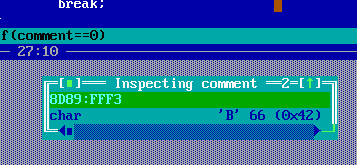 break;
f(comment==0)
27:10
[■] Inspecting comment 2=[↑]
8D89:FFF3
char 'B' 66 (0x42)